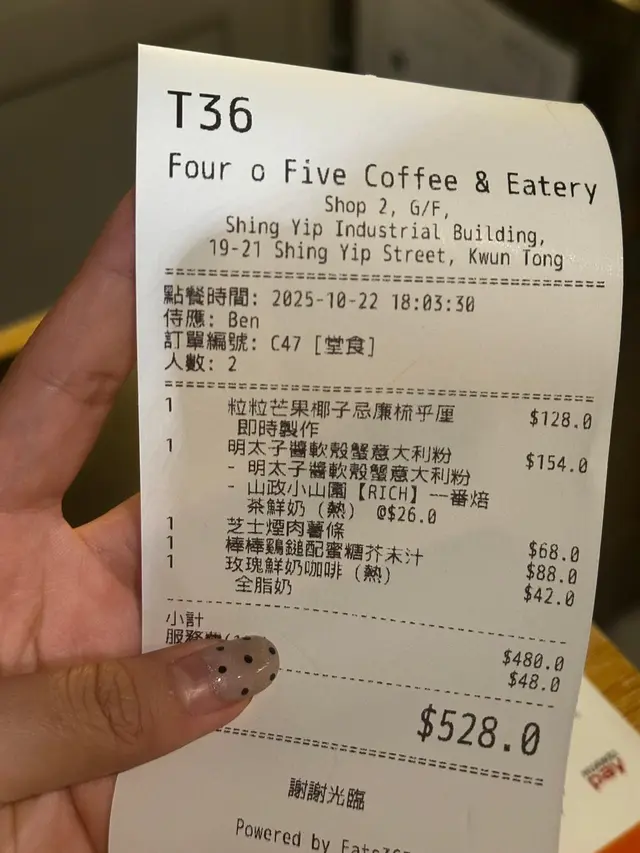 T36
Four o Five Coffee & Eatery
Shop 2, G/F,
Shing Yip Industrial Building,
19-21 Shing Yip Street, Kwun Tong
點餐時間: 2025-10-22 18:03:30
侍應: Ben
訂單編號: C47 [堂食]
人數: 2
1 粒粒芒果椰子忌廉梳乎厘 $128.0
即時製作
1 明太子醬軟殼蟹意大利粉 $154.0
- 明太子醬軟殼蟹意大利粉
- 山政小山園【RICH】一番焙
茶鮮奶 (熱) @$26.0
1 芝士煙肉薯條 $68.0
1 棒棒鷄鎚配蜜糖芥末汁 $88.0
1 玫瑰鮮奶咖啡 (熱) $42.0
全脂奶
小計 $480.0
服務費 $48.0
$528.0
謝謝光臨
Powered by